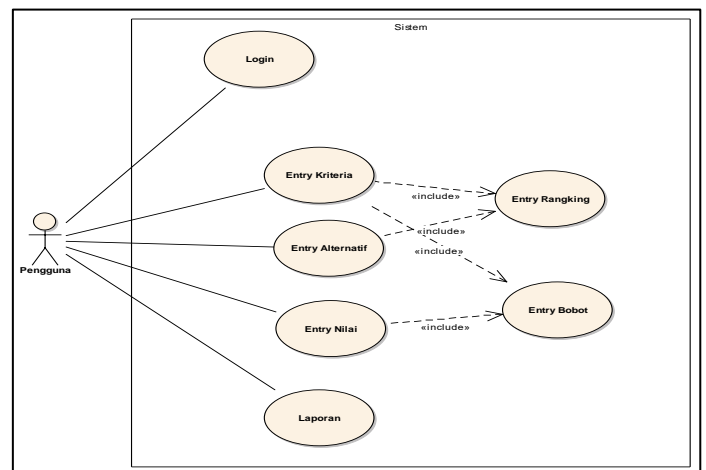 Sistem
Login
Entry Kriteria
«include»
Entry Rangking
«include»
Entry Alternatif
«include»
Pengguna
Entry Bobot
Entry Nilai
«include»
Laporan